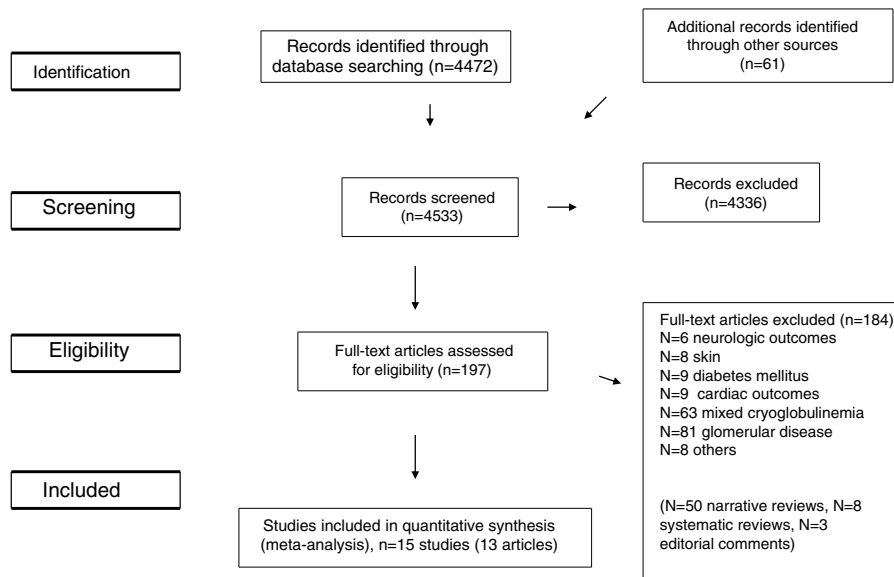 Identification
Records identified through
database searching (n=4472)
Additional records identified
through other sources
(n=61)
Screening
Records screened
(n=4533)
Records excluded
(n=4336)
Eligibility
Full-text articles assessed
for eligibility (n=197)
Full-text articles excluded (n=184)
N=6 neurologic outcomes
N=8 skin
N=9 diabetes mellitus
N=9 cardiac outcomes
N=63 mixed cryoglobulinemia
N=81 glomerular disease
N=8 others
(N=50 narrative reviews, N=8
systematic reviews, N=3
editorial comments)
Included
Studies included in quantitative synthesis
(meta-analysis), n=15 studies (13 articles)